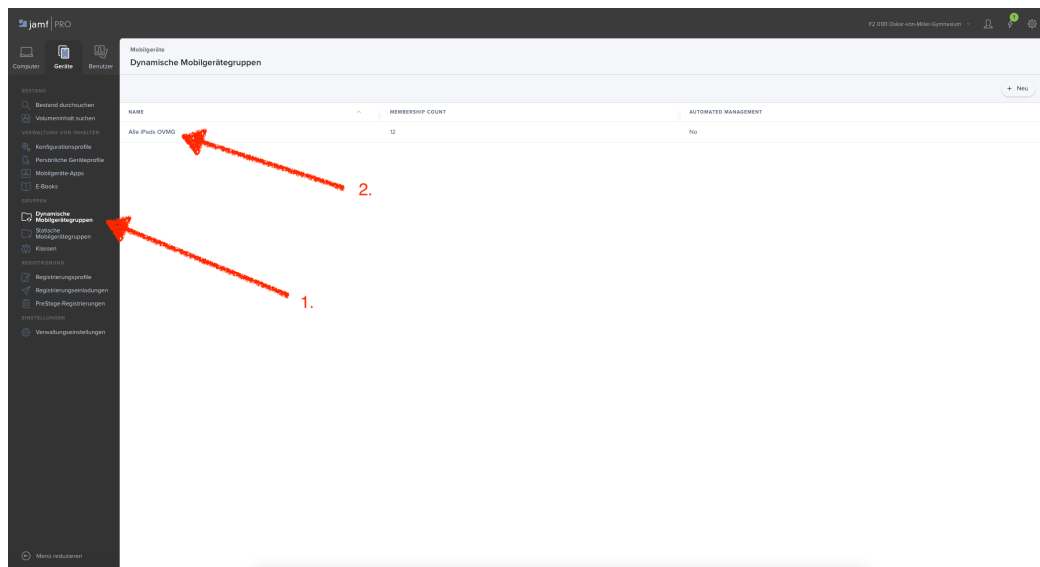 jamf PRO
F2 0181 Oskar-von-Miller-Gymnasium
1
Computer
Geräte
Benutzer
Mobilgeräte
Dynamische Mobilgerätegruppen
+ Neu
BESTAND
Bestand durchsuchen
Volumeninhalt suchen
VERWALTUNG VON INHALTEN
Konfigurationsprofile
Persönliche Geräteprofile
Mobilgeräte-Apps
E-Books
GRUPPEN
Dynamische
Mobilgerätegruppen
Statische
Mobilgerätegruppen
Klassen
REGISTRIERUNG
Registrierungsprofile
Registrierungseinladungen
PreStage-Registrierungen
EINSTELLUNGEN
Verwaltungseinstellungen
Menü reduzieren
NAME
MEMBERSHIP COUNT
AUTOMATED MANAGEMENT
Alle iPads OVMG
12
No
2.
1.